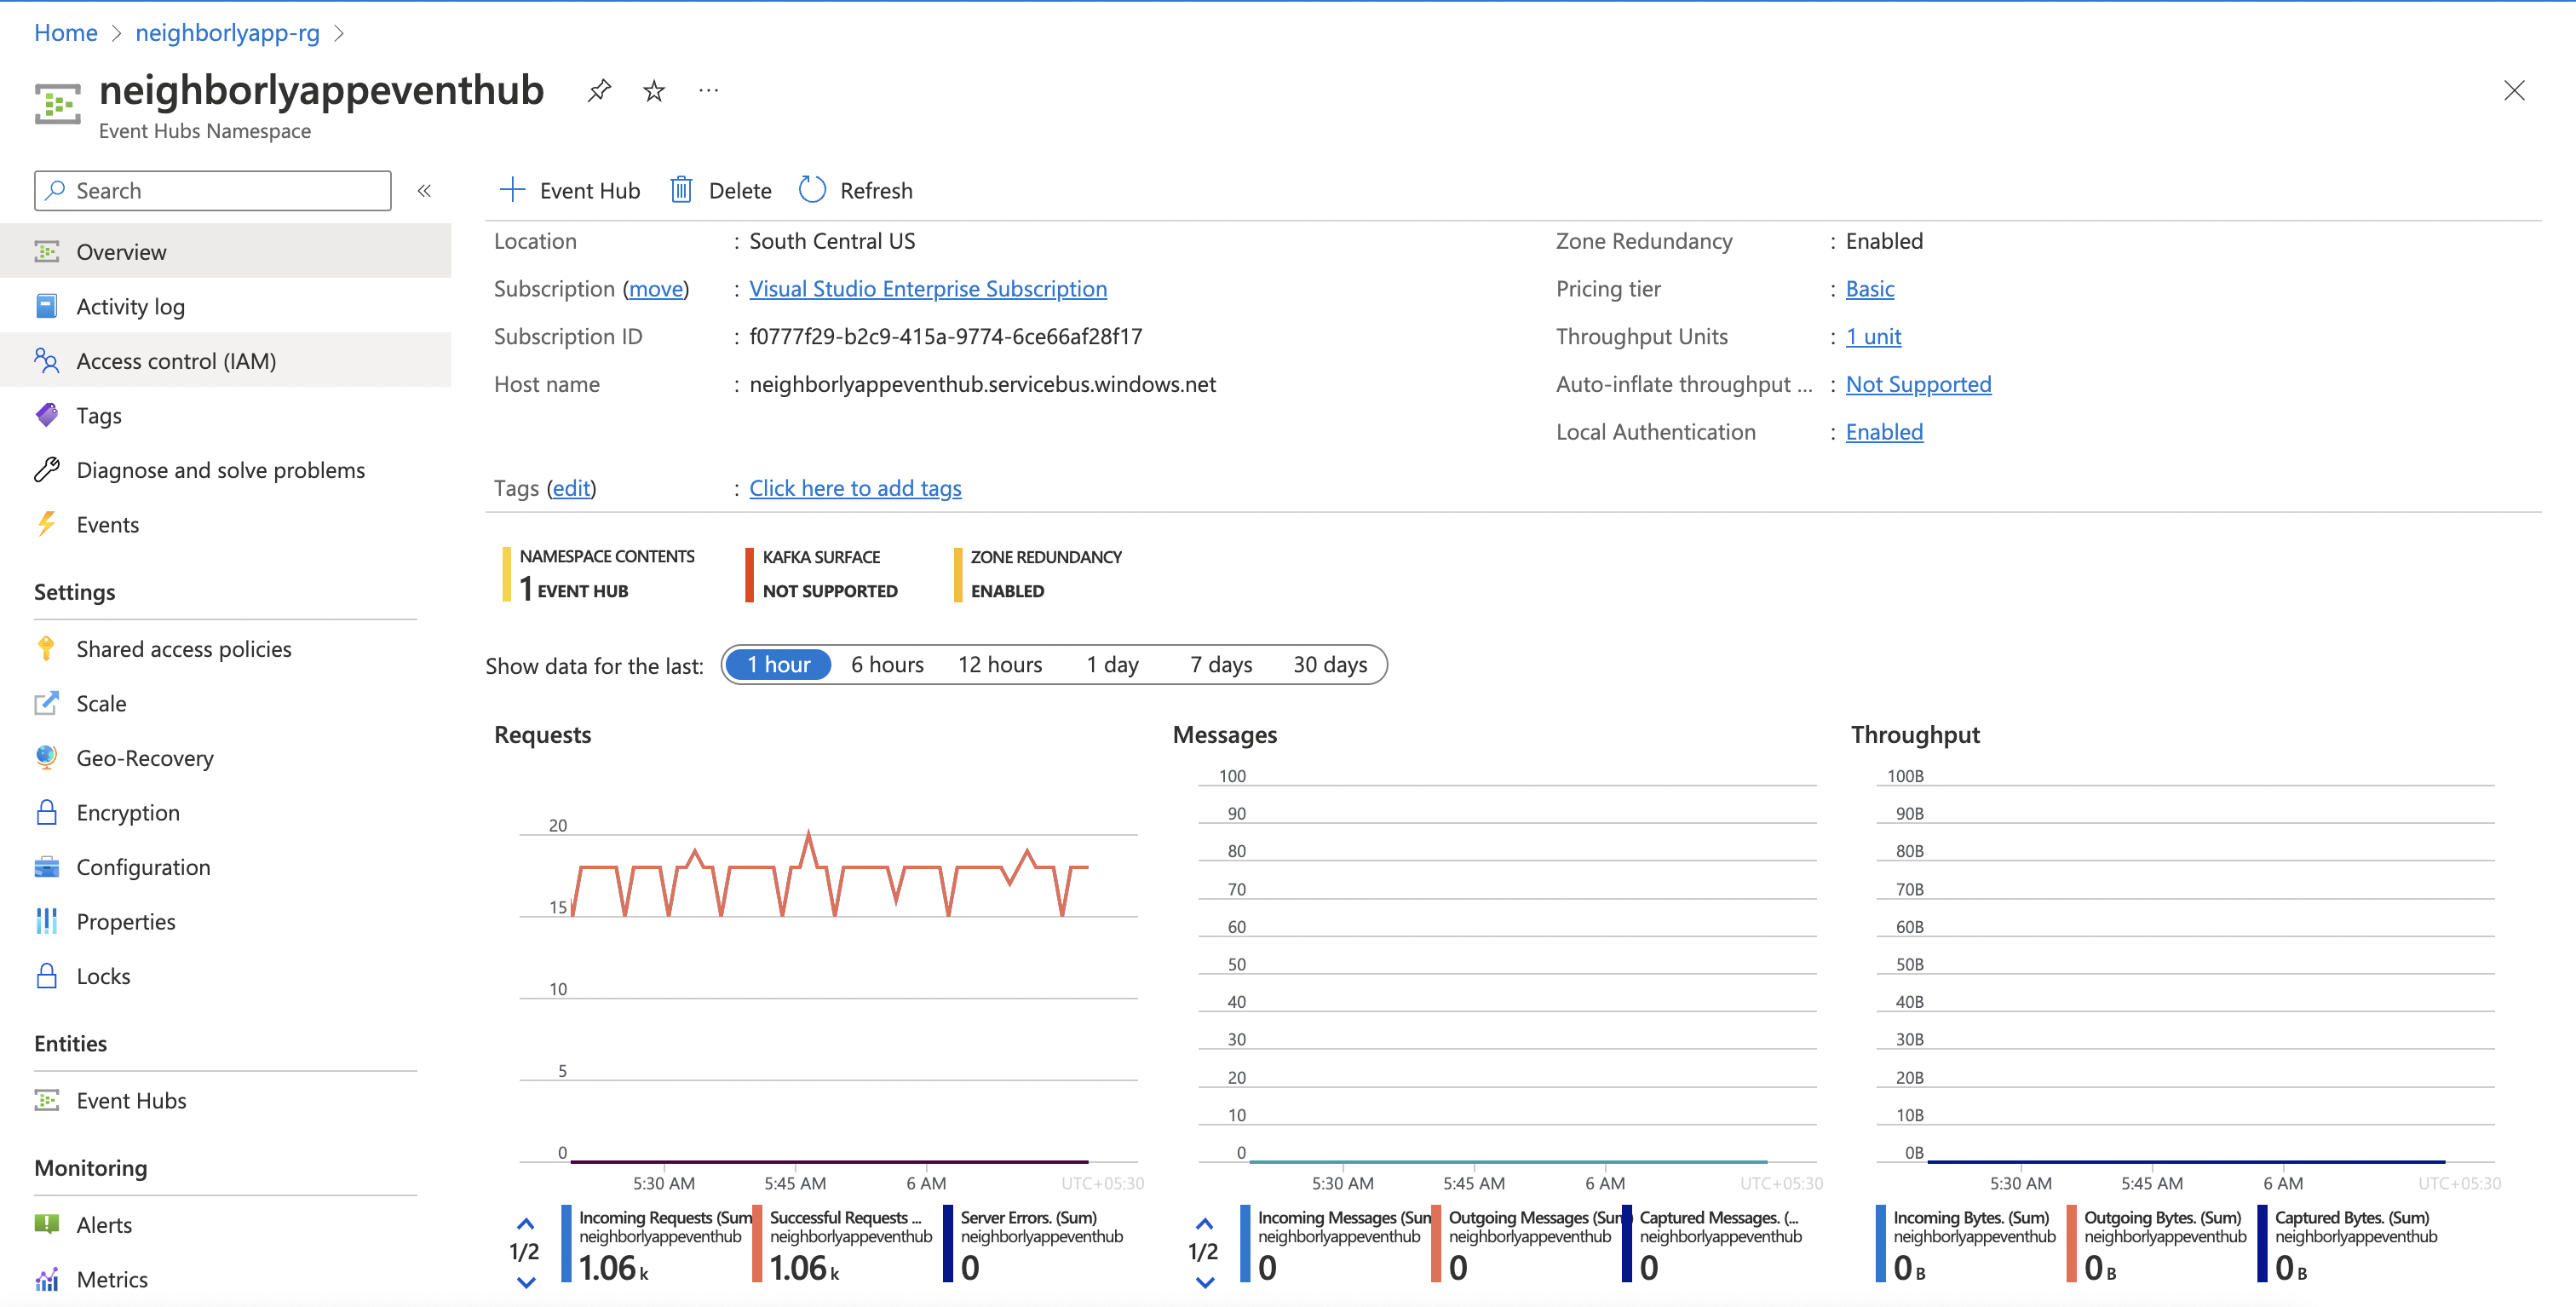 Home > neighborlyapp-rg >
neighborlyappeventhub
Event Hubs Namespace
Search
Overview
Activity log
Access control (IAM)
Tags
Diagnose and solve problems
Events
Settings
Shared access policies
Scale
Geo-Recovery
Encryption
Configuration
Properties
Locks
Entities
Event Hubs
Monitoring
Alerts
Metrics
Event Hub Delete Refresh
Location : South Central US
Subscription (move) : Visual Studio Enterprise Subscription
Subscription ID : f0777f29-b2c9-415a-9774-6ce66af28f17
Host name : neighborlyappeventhub.servicebus.windows.net
Zone Redundancy : Enabled
Pricing tier : Basic
Throughput Units : 1 unit
Auto-inflate throughput ... : Not Supported
Local Authentication : Enabled
Tags (edit) : Click here to add tags
NAMESPACE CONTENTS
1 EVENT HUB
KAFKA SURFACE
NOT SUPPORTED
ZONE REDUNDANCY
ENABLED
Show data for the last: 1 hour 6 hours 12 hours 1 day 7 days 30 days
Requests
20
15
10
5
0
5:30 AM 5:45 AM 6 AM UTC+05:30
1/2
Incoming Requests (Sum
neighborlyappeventhub
1.06 k
Successful Requests ...
neighborlyappeventhub
1.06 k
Server Errors. (Sum)
neighborlyappeventhub
0
Messages
100
90
80
70
60
50
40
30
20
10
0
5:30 AM 5:45 AM 6 AM UTC+05:30
1/2
Incoming Messages (Sum
neighborlyappeventhub
0
Outgoing Messages (Sum
neighborlyappeventhub
0
Captured Messages. (...
neighborlyappeventhub
0
Throughput
100B
90B
80B
70B
60B
50B
40B
30B
20B
10B
0B
5:30 AM 5:45 AM 6 AM UTC+05:30
Incoming Bytes. (Sum)
neighborlyappeventhub
0 B
Outgoing Bytes. (Sum)
neighborlyappeventhub
0 B
Captured Bytes. (Sum)
neighborlyappeventhub
0 B